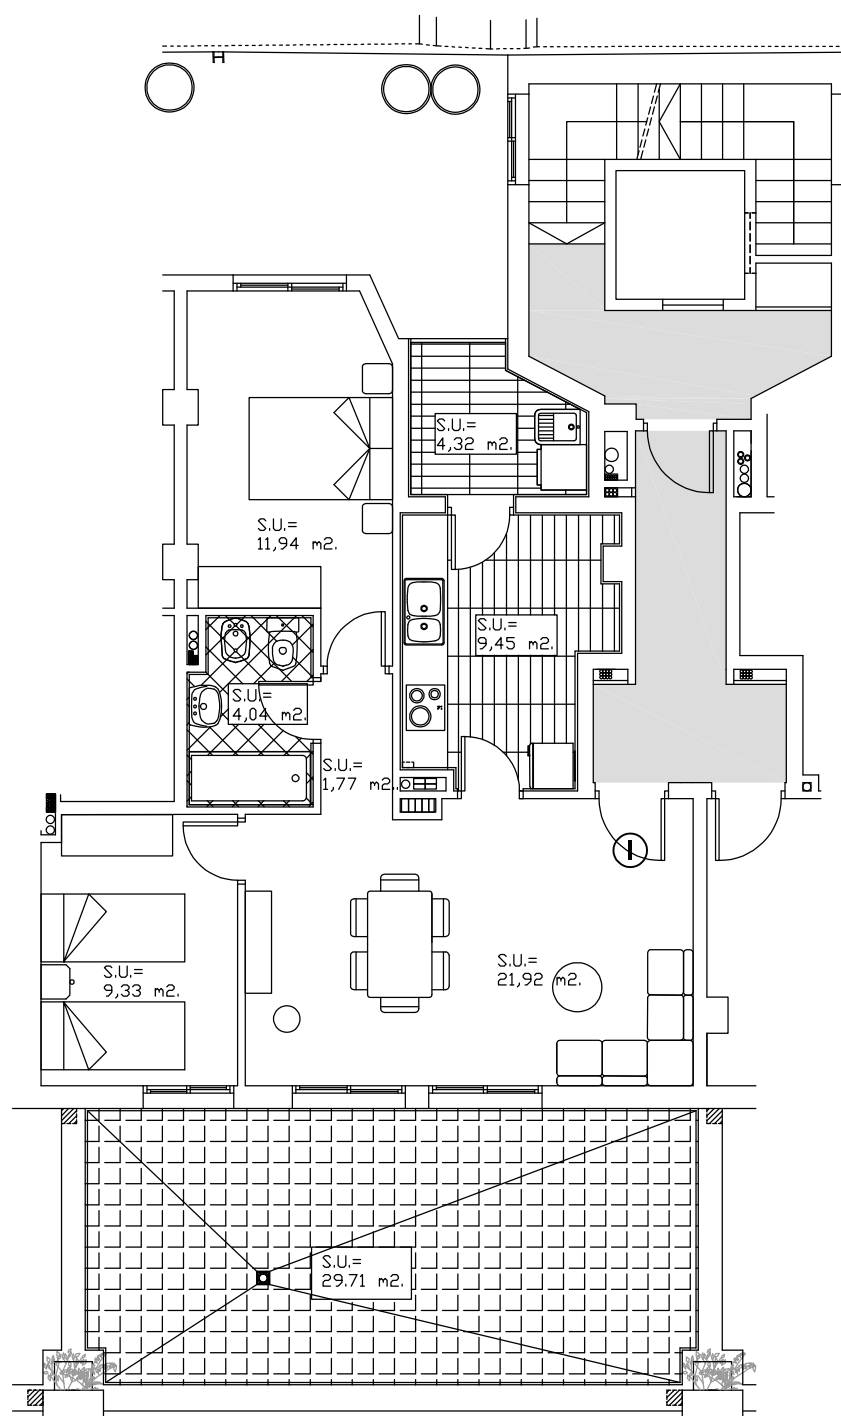 S.U.=
4,32 m2.
S.U.=
11,94 m2.
S.U.=
9,45 m2.
S.U.=
4,04 m2.
S.U.=
1,77 m2.
S.U.=
21,92 m2.
S.U.=
9,33 m2.
S.U.=
29.71 m2.